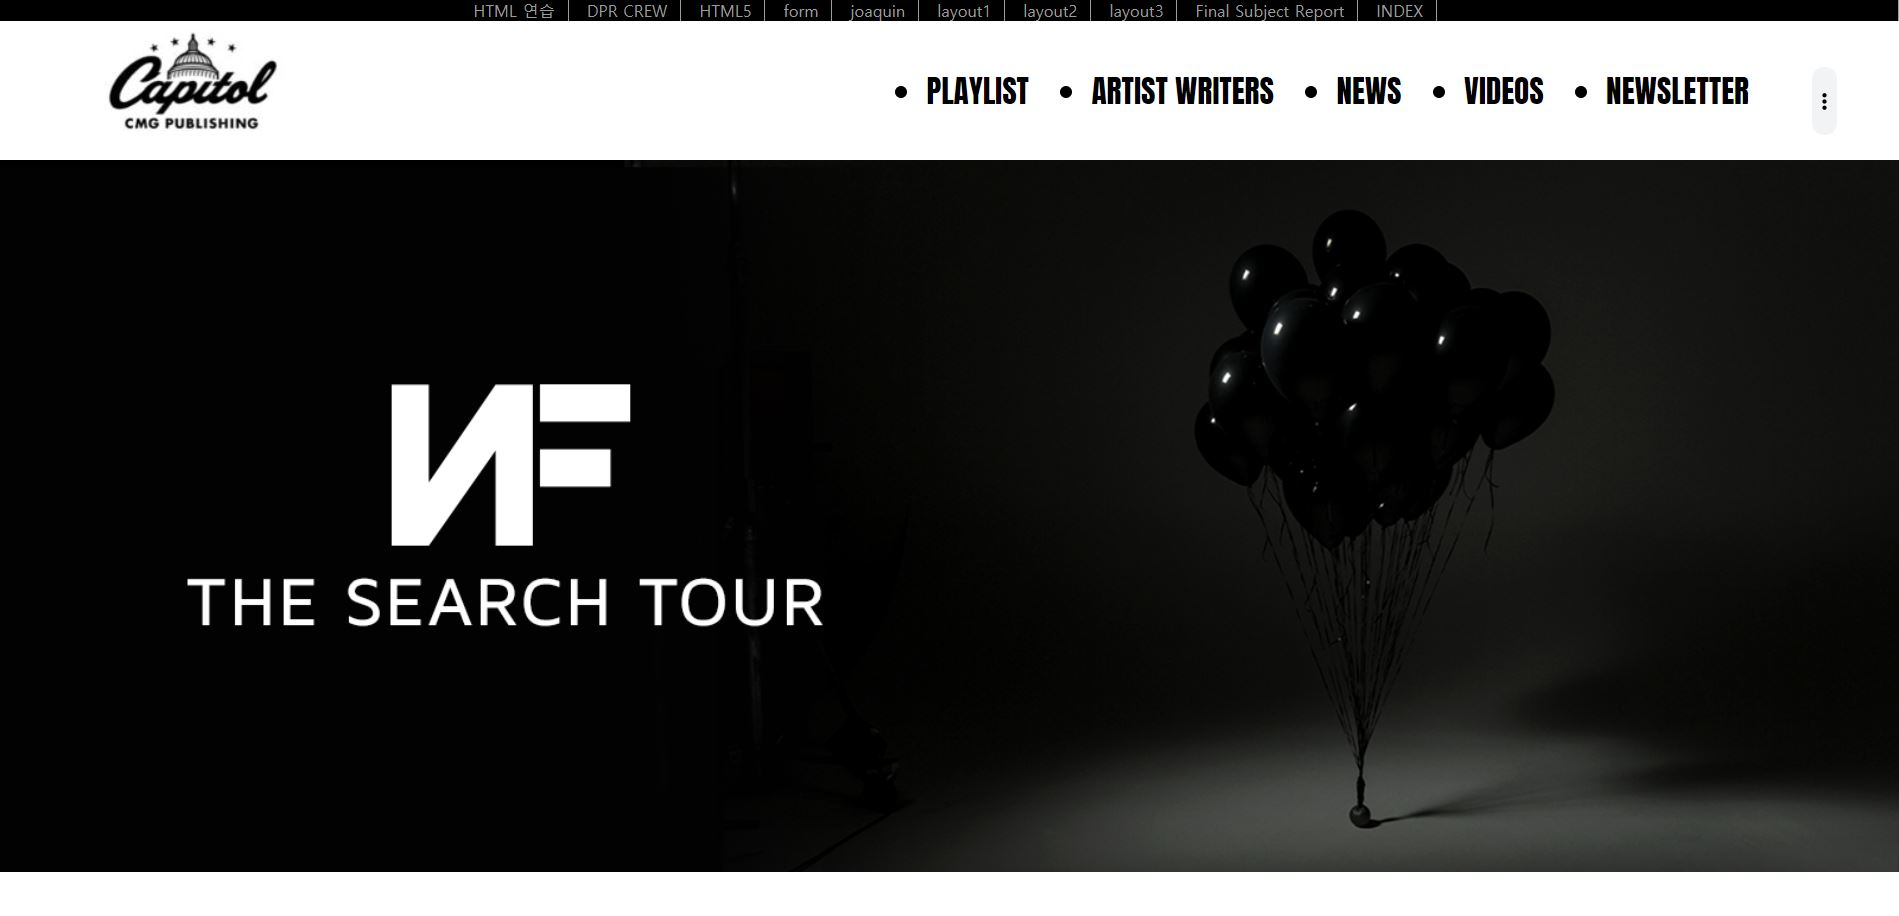 HTML 연습 DPR CREW HTML5 form joaquin layout1 layout2 layout3 Final Subject Report INDEX
Capitol
CMG PUBLISHING
• PLAYLIST • ARTIST WRITERS • NEWS • VIDEOS • NEWSLETTER
NF
THE SEARCH TOUR